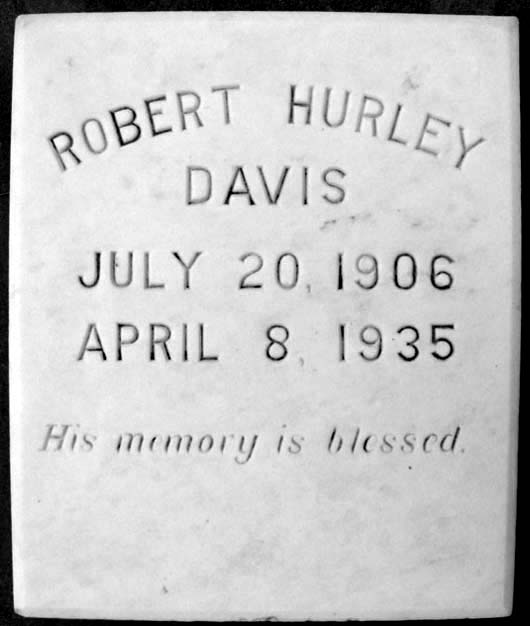 ROBERT HURLEY
DAVIS
JULY 20, 1906
APRIL 8, 1935
His memory is blessed.